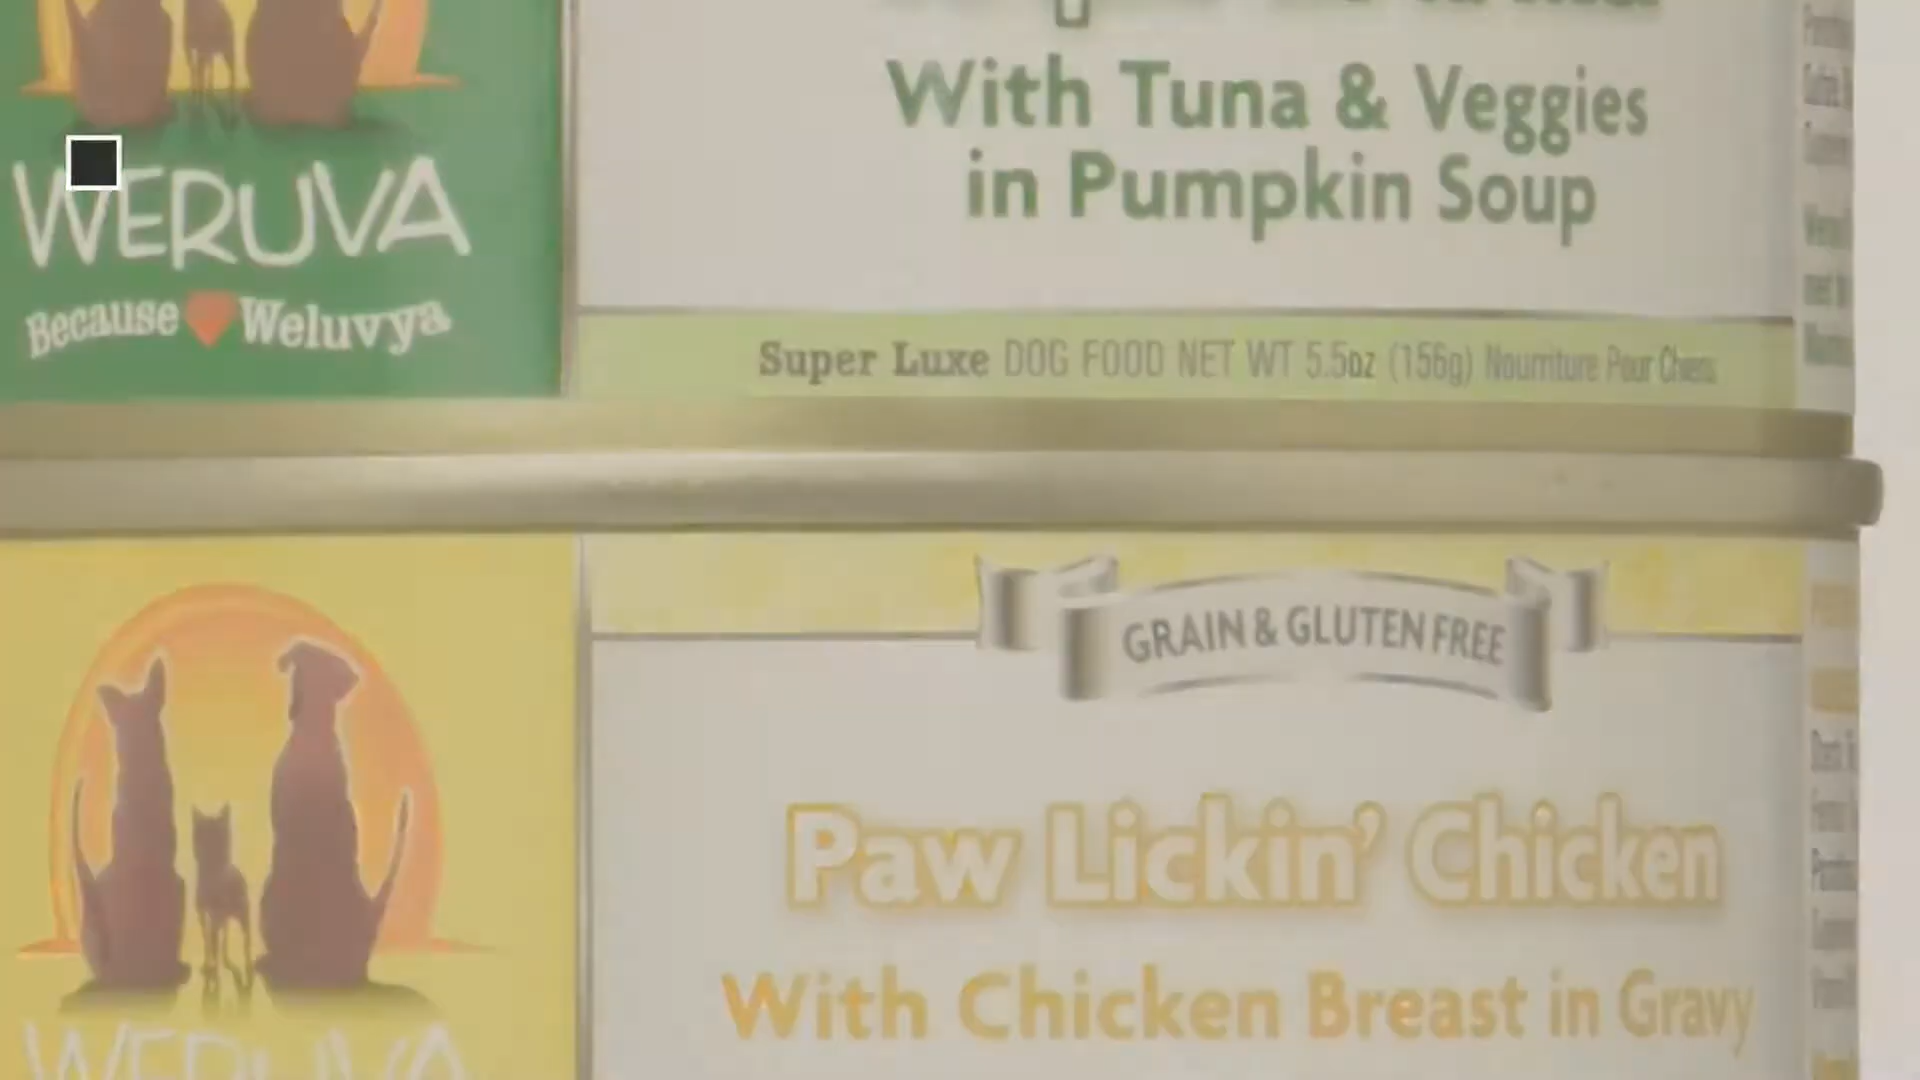 With Tuna & Veggies
in Pumpkin Soup
WERUVA
Because Weluvya
Super Luxe DOG FOOD NET WT 5.5oz (156g) Nourriture Pour Chiens
GRAIN & GLUTEN FREE
Paw Lickin' Chicken
With Chicken Breast in Gravy
WERUVA